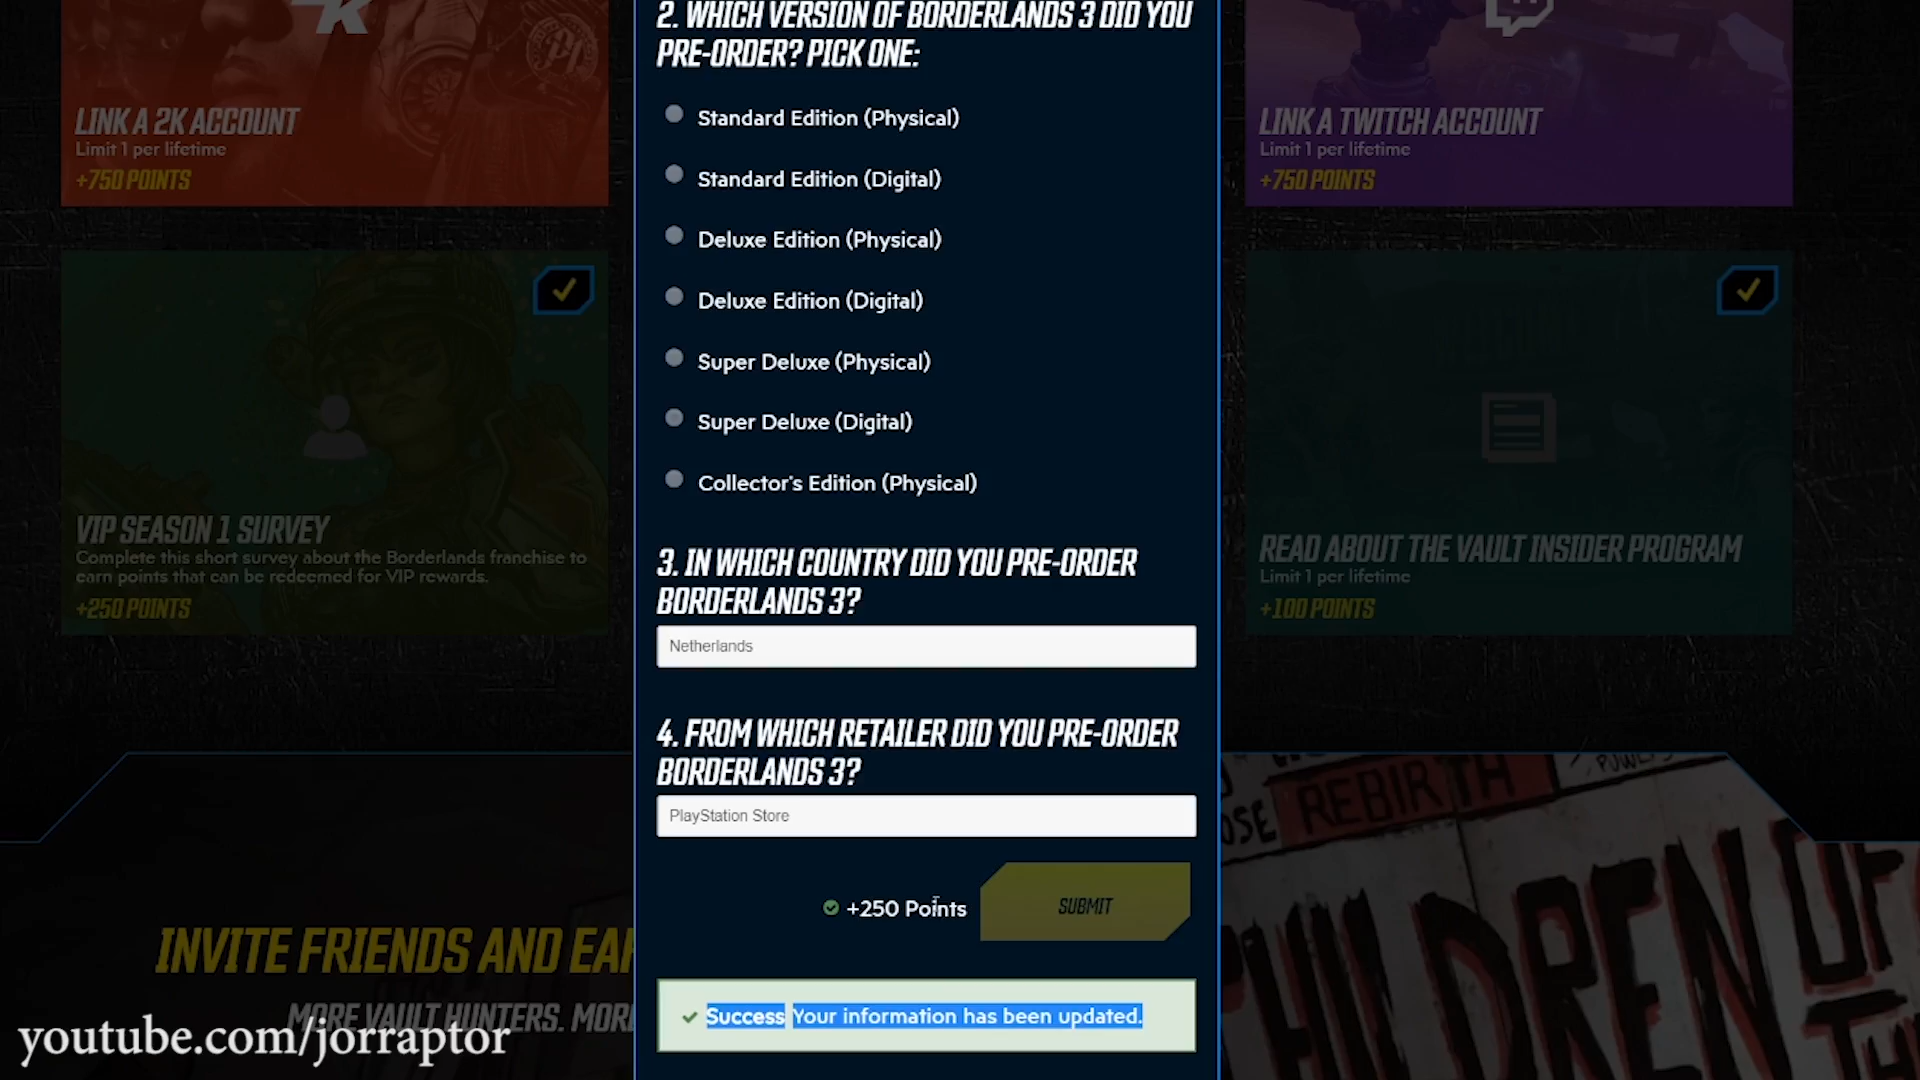 2. WHICH VERSION OF BORDERLANDS 3 DID YOU
PRE-ORDER? PICK ONE:
Standard Edition (Physical)
Standard Edition (Digital)
Deluxe Edition (Physical)
Deluxe Edition (Digital)
Super Deluxe (Physical)
Super Deluxe (Digital)
Collector's Edition (Physical)
3. IN WHICH COUNTRY DID YOU PRE-ORDER
BORDERLANDS 3?
Netherlands
4. FROM WHICH RETAILER DID YOU PRE-ORDER
BORDERLANDS 3?
PlayStation Store
+250 Points
SUBMIT
Success Your information has been updated.
LINK A 2K ACCOUNT
Limit 1 per lifetime
+750 POINTS
VIP SEASON 1 SURVEY
Complete this short survey about the Borderlands franchise to
earn points that can be redeemed for VIP rewards.
+250 POINTS
LINK A TWITCH ACCOUNT
Limit 1 per lifetime
+750 POINTS
READ ABOUT THE VAULT INSIDER PROGRAM
Limit 1 per lifetime
+100 POINTS
INVITE FRIENDS AND
MORE VAULT HUNTERS.
youtube.com/jorraptor
REBIRTH
CHILDREN OF